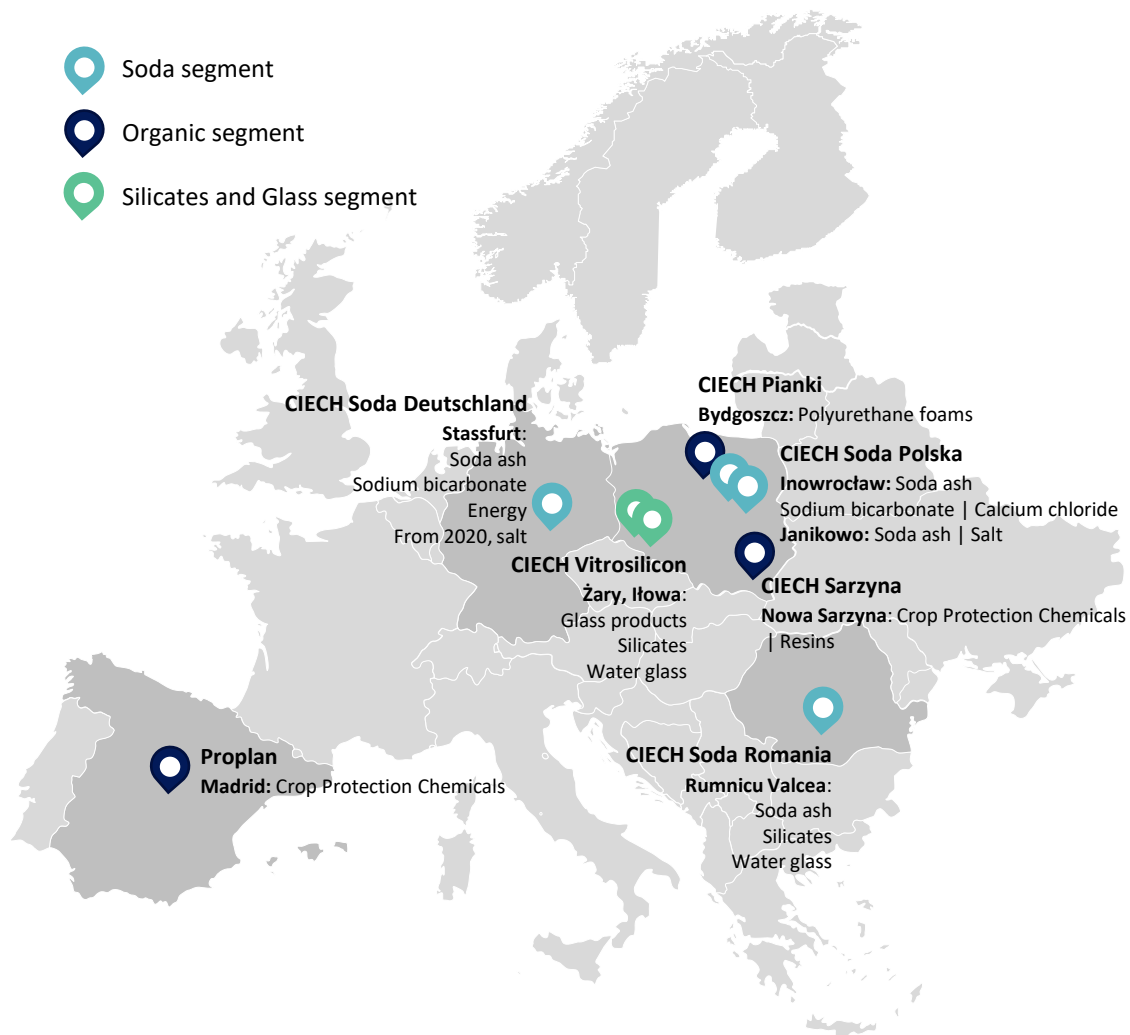 Soda segment
Organic segment
Silicates and Glass segment
CIECH Soda Deutschland
Stassfurt:
Soda ash
Sodium bicarbonate
Energy
From 2020, salt
CIECH Pianki
Bydgoszcz: Polyurethane foams
CIECH Soda Polska
Inowrocław: Soda ash
Sodium bicarbonate | Calcium chloride
Janikowo: Soda ash | Salt
CIECH Vitrosilicon
Żary, Iłowa:
Glass products
Silicates
Water glass
CIECH Sarzyna
Nowa Sarzyna: Crop Protection Chemicals
| Resins
Proplan
Madrid: Crop Protection Chemicals
CIECH Soda Romania
Rumnicu Valcea:
Soda ash
Silicates
Water glass